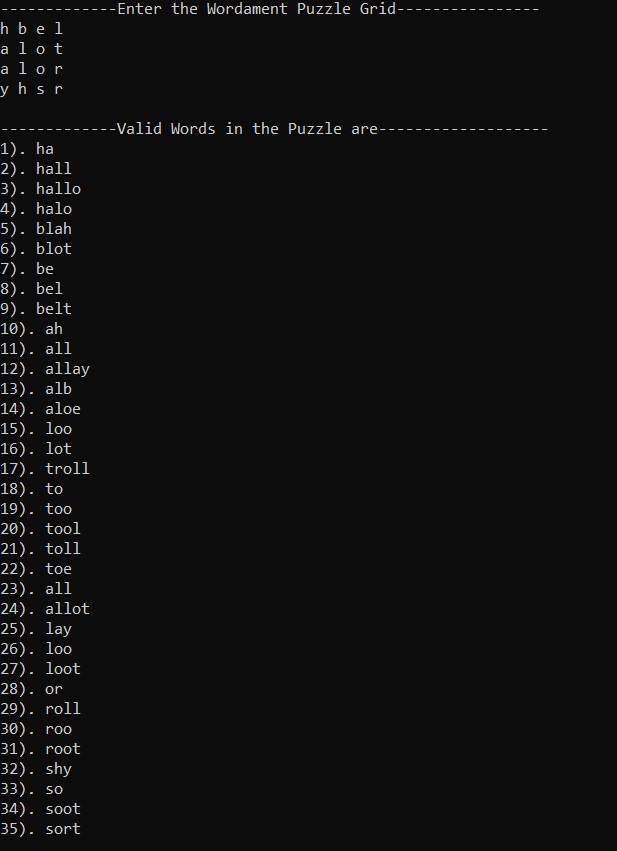 -------------Enter the Wordament Puzzle Grid----------------
h b e l
a l o t
a l o r
y h s r
-------------Valid Words in the Puzzle are-------------------
1). ha
2). hall
3). hallo
4). halo
5). blah
6). blot
7). be
8). bel
9). belt
10). ah
11). all
12). allay
13). alb
14). aloe
15). loo
16). lot
17). troll
18). to
19). too
20). tool
21). toll
22). toe
23). all
24). allot
25). lay
26). loo
27). loot
28). or
29). roll
30). roo
31). root
32). shy
33). so
34). soot
35). sort